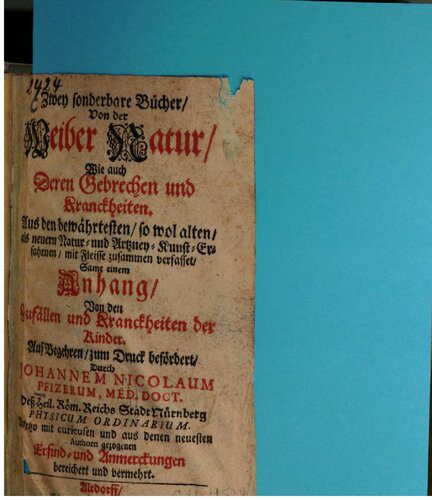 1424
Zwey sonderbare Bücher/
Von der
Weiber Natur/
Wie auch
Deren Gebrechen und
Kranckheiten.
Aus den bewährtesten/ so wol alten/
als neuern Natur- und Artzney-Kunst-Er-
fahrnen/ mit Fleisse zusammen verfasset/
Samt einem
Anhang/
Von den
Zufällen und Kranckheiten der
Kinder.
Auf Begehren/ zum Druck befördert/
Durch
JOHANNEM NICOLAUM
PFIZERUM, MED. DOCT.
Deß Heil. Röm. Reichs Stadt Nürnberg
PHYSICUM ORDINARIUM.
Anjetzo mit curieusen und aus denen neuesten
Authorn gezogenen
Erfind- und Anmerckungen
bereichert und vermehrt.
Altdorff/